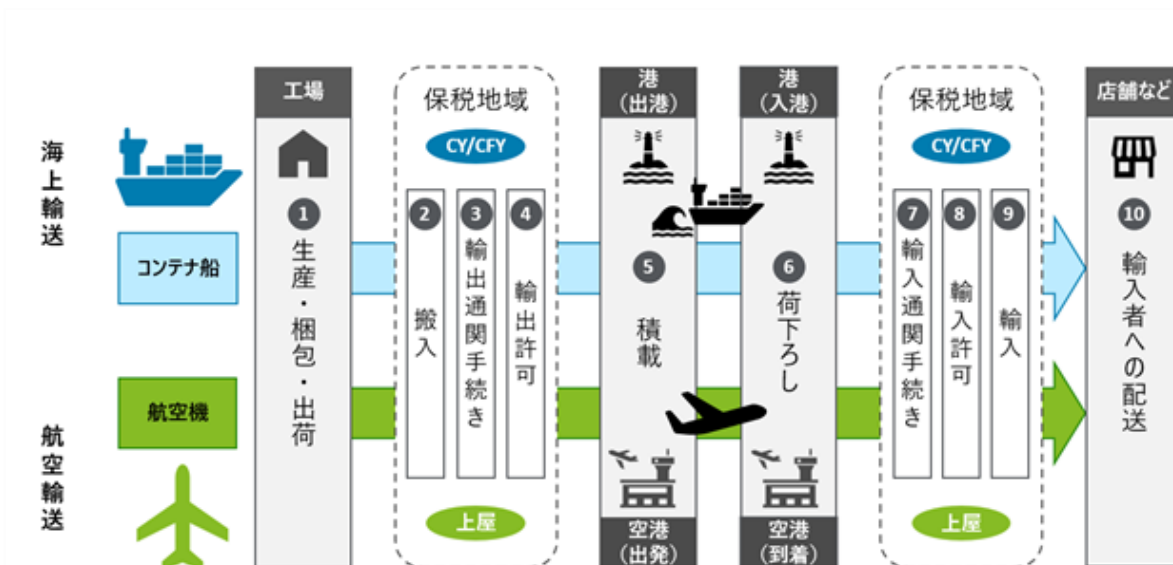 海上輸送
コンテナ船
航空機
航空輸送
工場
1
生産・梱包・出荷
保税地域
CY/CFY
2
搬入
3
輸出通関手続き
4
輸出許可
上屋
港
（出港）
5
積載
空港
（出発）
港
（入港）
6
荷下ろし
空港
（到着）
保税地域
CY/CFY
7
輸入通関手続き
8
輸入許可
9
輸入
上屋
店舗など
10
輸入者への配送